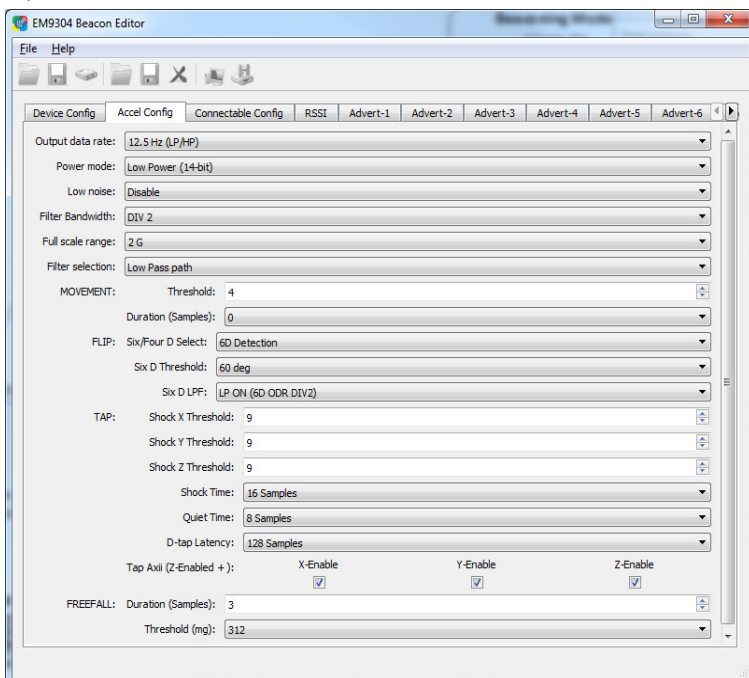 EM9304 Beacon Editor
File Help
Device Config Accel Config Connectable Config RSSI Advert-1 Advert-2 Advert-3 Advert-4 Advert-5 Advert-6
Output data rate: 12.5 Hz (LP/HP)
Power mode: Low Power (14-bit)
Low noise: Disable
Filter Bandwidth: DIV 2
Full scale range: 2 G
Filter selection: Low Pass path
MOVEMENT: Threshold: 4
Duration (Samples): 0
FLIP: Six/Four D Select: 6D Detection
Six D Threshold: 60 deg
Six D LPF: LP ON (6D ODR DIV2)
TAP: Shock X Threshold: 9
Shock Y Threshold: 9
Shock Z Threshold: 9
Shock Time: 16 Samples
Quiet Time: 8 Samples
D-tap Latency: 128 Samples
Tap Axii (Z-Enabled + ): X-Enable Y-Enable Z-Enable
FREEFALL: Duration (Samples): 3
Threshold (mg): 312